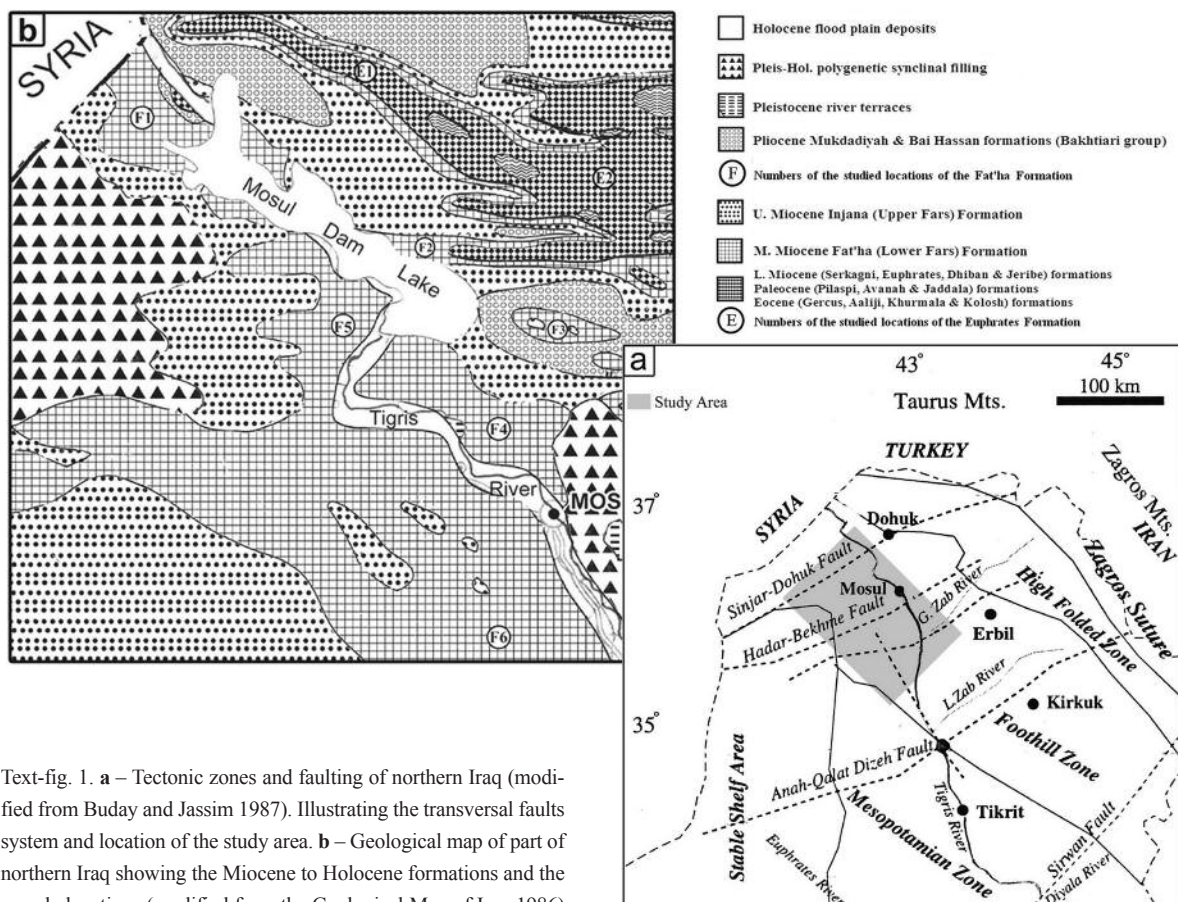 b
SYRIA
F1
E1
E2
Mosul
Dam
Lake
F2
F3
F5
Tigris
F4
River
MOS
F6
Holocene flood plain deposits
Pleis-Hol. polygenetic synclinal filling
Pleistocene river terraces
Pliocene Mukdadiyah & Bai Hassan formations (Bakhtiari group)
F Numbers of the studied locations of the Fat'ha Formation
U. Miocene Injana (Upper Fars) Formation
M. Miocene Fat'ha (Lower Fars) Formation
L. Miocene (Serkagni, Euphrates, Dhiban & Jeribe) formations
Paleocene (Pilaspi, Avanah & Jaddala) formations
Eocene (Gercus, Aaliji, Khurmala & Kolosh) formations
E Numbers of the studied locations of the Euphrates Formation
a
43°
45°
100 km
Study Area
Taurus Mts.
TURKEY
Zagros Mts.
IRAN
37°
SYRIA
Dohuk
Sinjar-Dohuk Fault
Mosul
G. Zab River
High Folded Zone
Zagros Suture
Hadar-Bekhme Fault
Erbil
L.Zab River
Kirkuk
35°
Foothill Zone
Stable Shelf Area
Anah-Qalat Dizeh Fault
Mesopotamian Zone
Tigris River
Tikrit
Sirwan Fault
Diyala River
Euphrates River
Text-fig. 1. a – Tectonic zones and faulting of northern Iraq (modi-
fied from Buday and Jassim 1987). Illustrating the transversal faults
system and location of the study area. b – Geological map of part of
northern Iraq showing the Miocene to Holocene formations and the